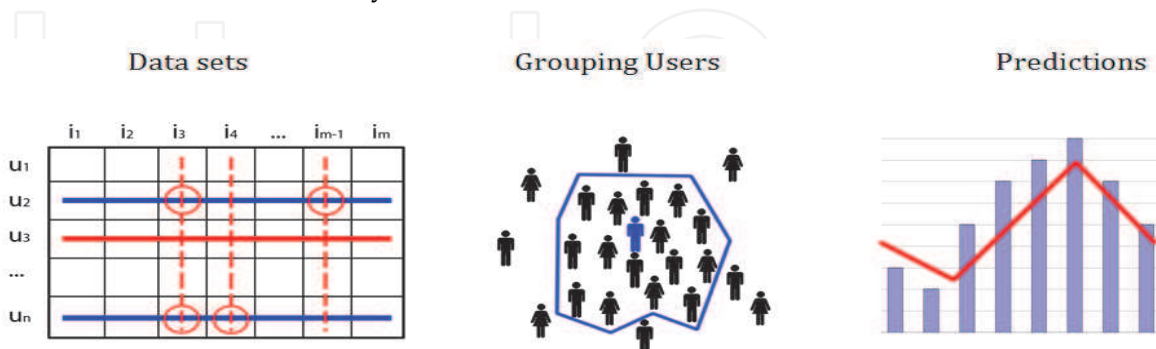 Data sets
Grouping Users
Predictions
i1 i2 i3 i4 ... im-1 im
u1
u2
u3
...
un